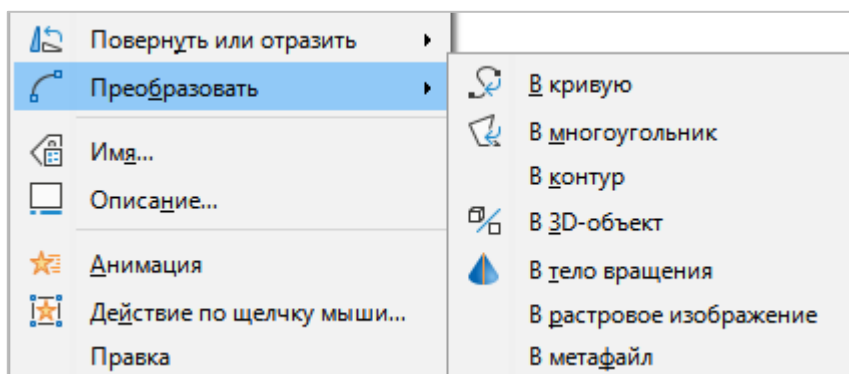 Повернуть или отразить
Преобразовать
Имя...
Описание...
Анимация
Действие по щелчку мыши...
Правка
В кривую
В многоугольник
В контур
В 3D-объект
В тело вращения
В растровое изображение
В метафайл